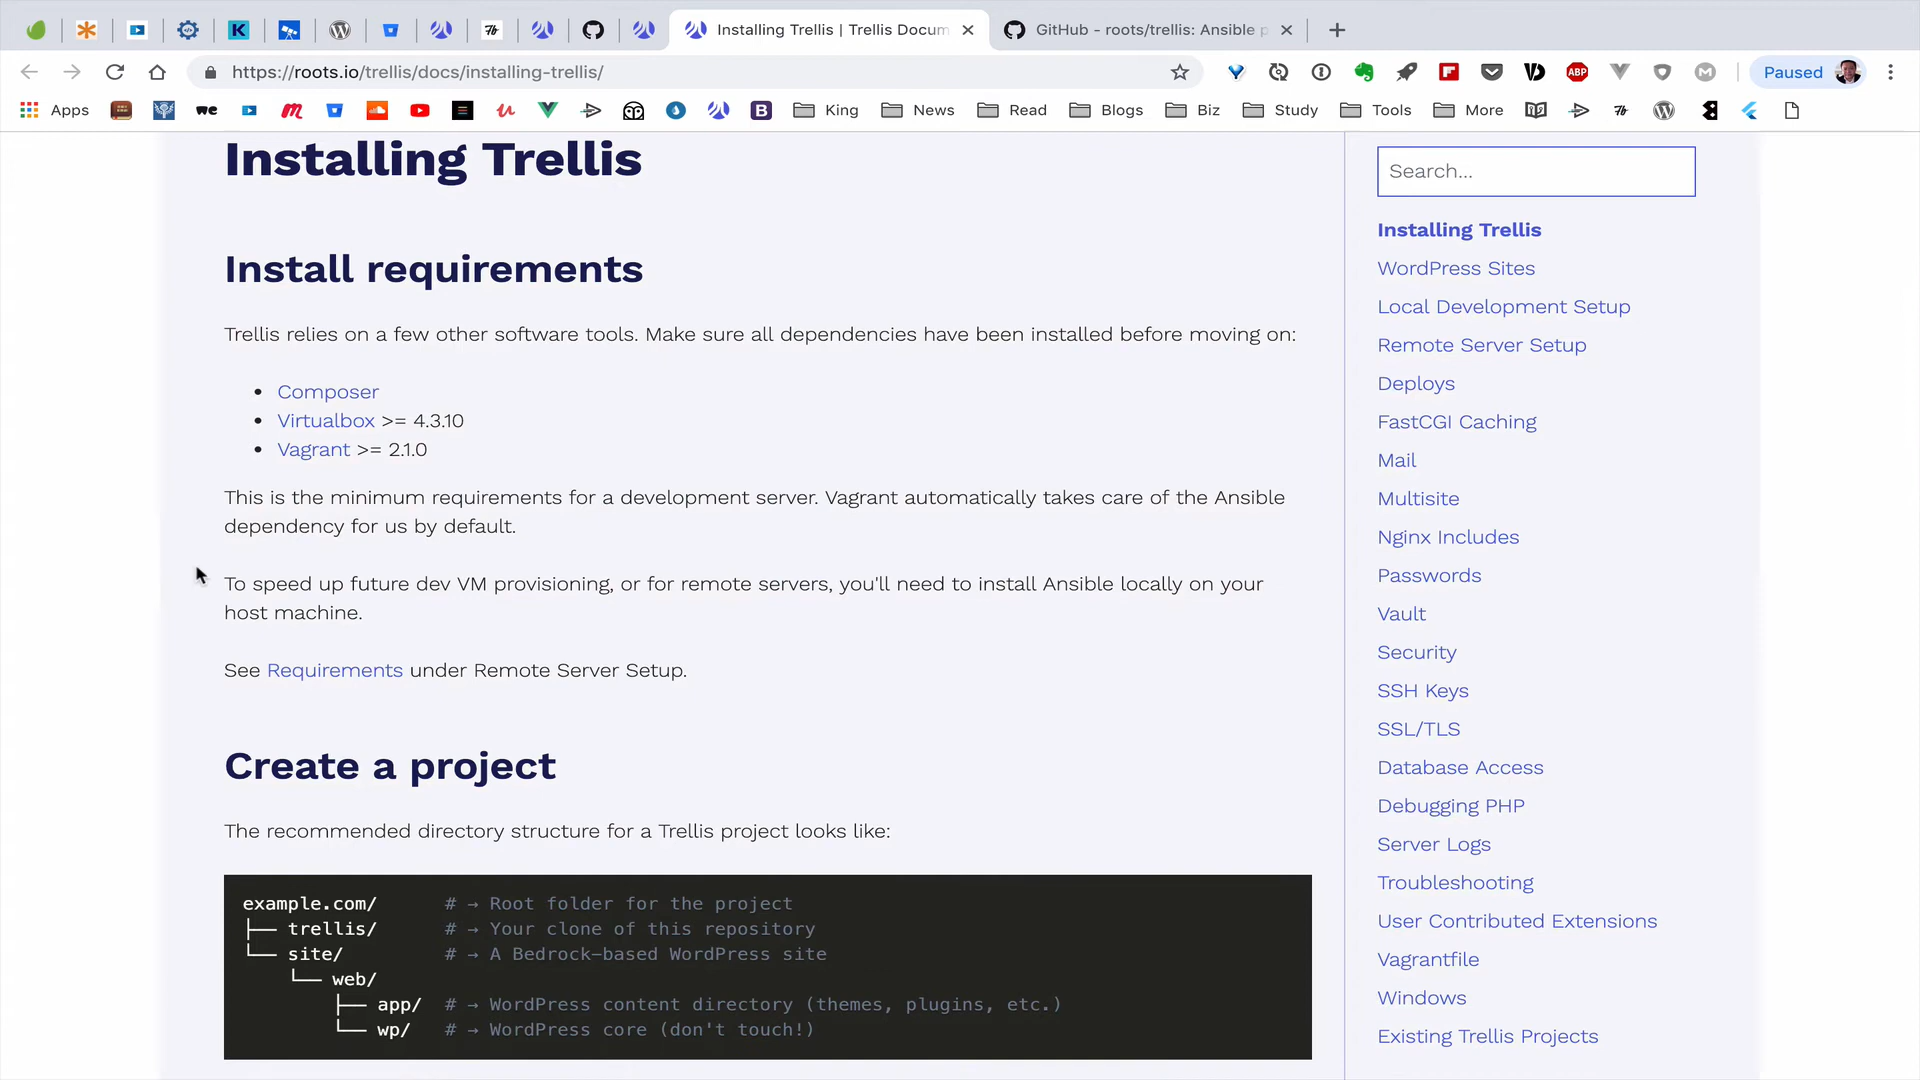 Installing Trellis | Trellis Docum
GitHub - roots/trellis: Ansible p
https://roots.io/trellis/docs/installing-trellis/
ABP
Paused
Apps
we
King
News
Read
Blogs
Biz
Study
Tools
More
Installing Trellis
Install requirements
Trellis relies on a few other software tools. Make sure all dependencies have been installed before moving on:
• Composer
• Virtualbox >= 4.3.10
• Vagrant >= 2.1.0
This is the minimum requirements for a development server. Vagrant automatically takes care of the Ansible
dependency for us by default.
To speed up future dev VM provisioning, or for remote servers, you'll need to install Ansible locally on your
host machine.
See Requirements under Remote Server Setup.
Create a project
The recommended directory structure for a Trellis project looks like:
example.com/ # → Root folder for the project
├── trellis/ # → Your clone of this repository
└── site/ # → A Bedrock-based WordPress site
└── web/
├── app/ # → WordPress content directory (themes, plugins, etc.)
└── wp/ # → WordPress core (don't touch!)
Search...
Installing Trellis
WordPress Sites
Local Development Setup
Remote Server Setup
Deploys
FastCGI Caching
Mail
Multisite
Nginx Includes
Passwords
Vault
Security
SSH Keys
SSL/TLS
Database Access
Debugging PHP
Server Logs
Troubleshooting
User Contributed Extensions
Vagrantfile
Windows
Existing Trellis Projects